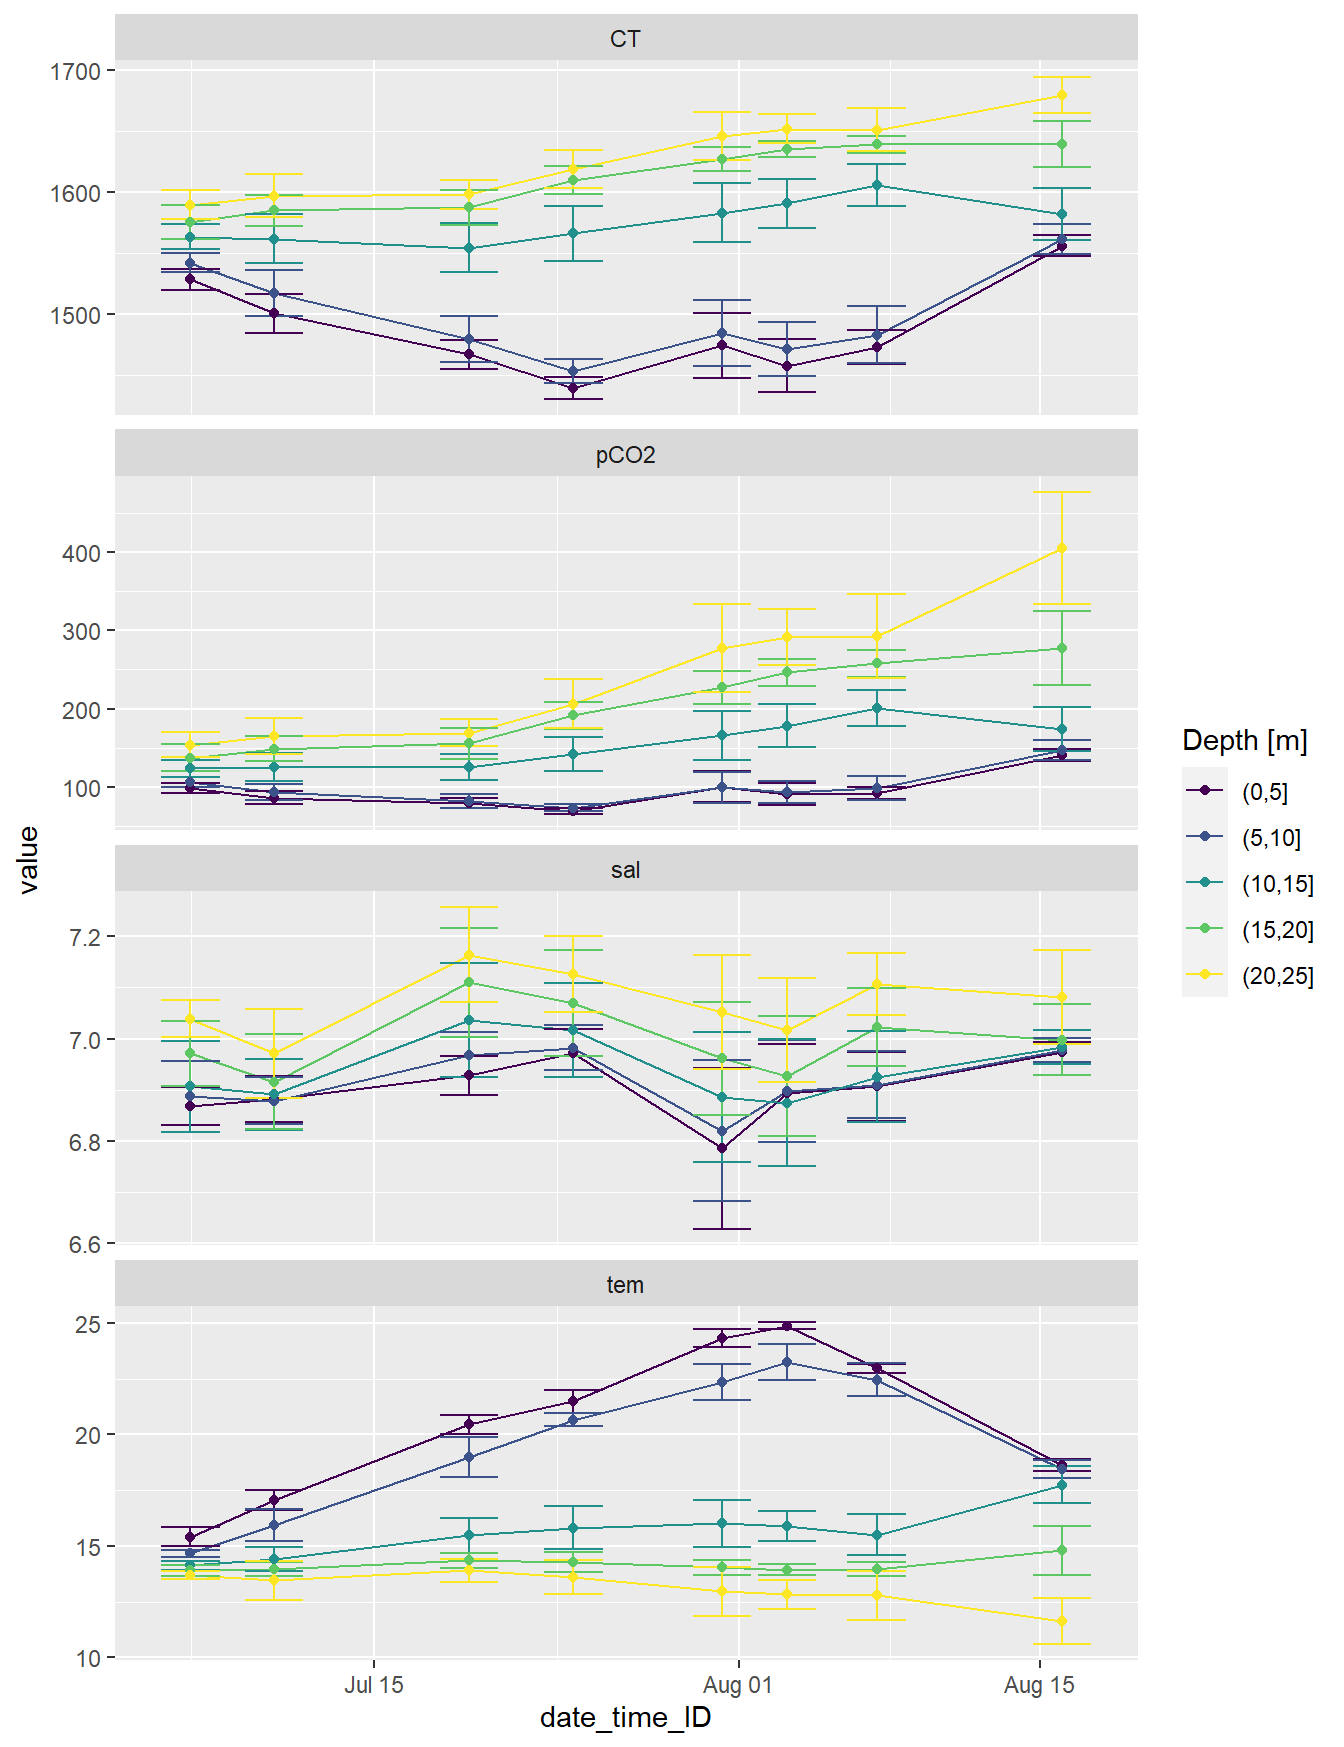 CT
1700
1600
1500
pCO2
400
300
200
100
sal
7.2
7.0
6.8
6.6
tem
25
20
15
10
Jul 15
Aug 01
Aug 15
date_time_ID
value
Depth [m]
(0,5]
(5,10]
(10,15]
(15,20]
(20,25]